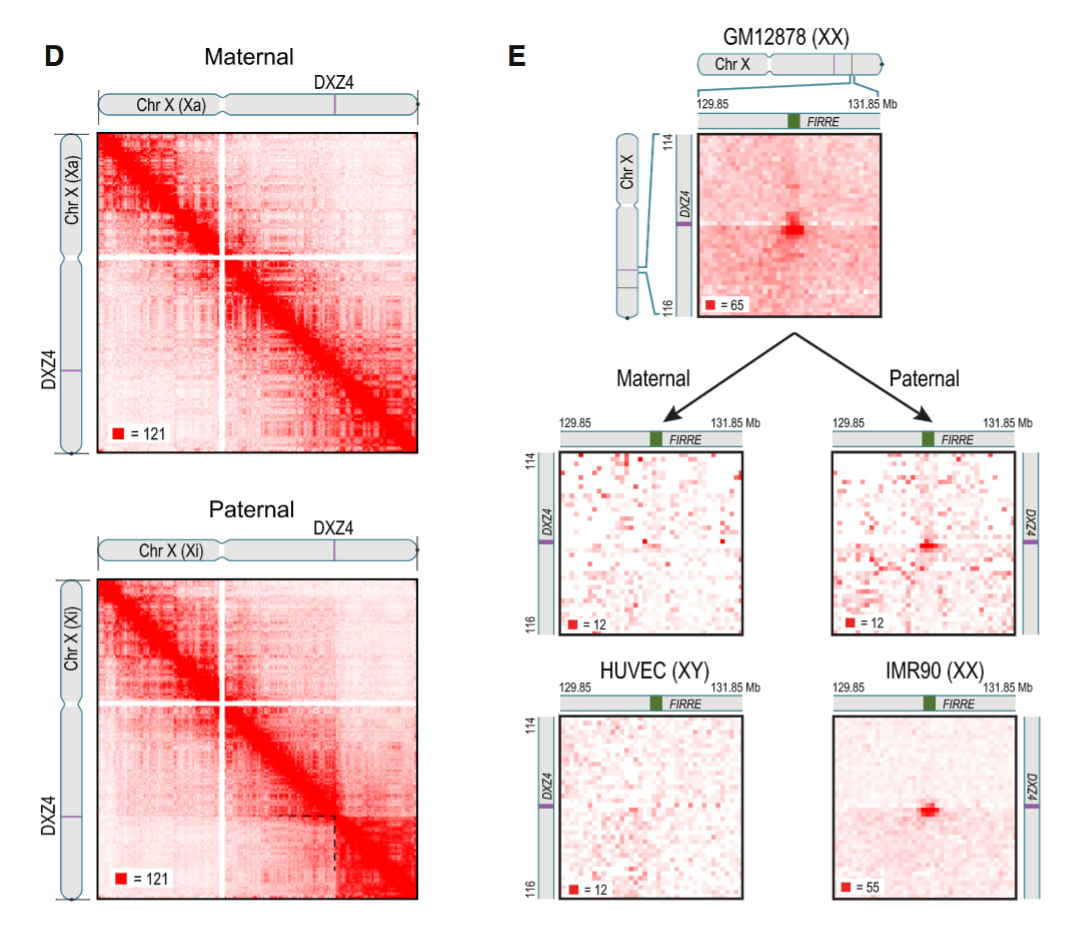 D
Maternal
DXZ4
Chr X (Xa)
Chr X (Xa)
DXZ4
= 121
Paternal
DXZ4
Chr X (Xi)
Chr X (Xi)
DXZ4
= 121
E
GM12878 (XX)
Chr X
129.85 131.85 Mb
FIRRE
Chr X
114
DXZ4
116
= 65
Maternal
Paternal
129.85 131.85 Mb
FIRRE
114
DXZ4
116
= 12
129.85 131.85 Mb
FIRRE
DXZ4
= 12
HUVEC (XY)
129.85 131.85 Mb
FIRRE
114
DXZ4
116
= 12
IMR90 (XX)
129.85 131.85 Mb
FIRRE
DXZ4
= 55